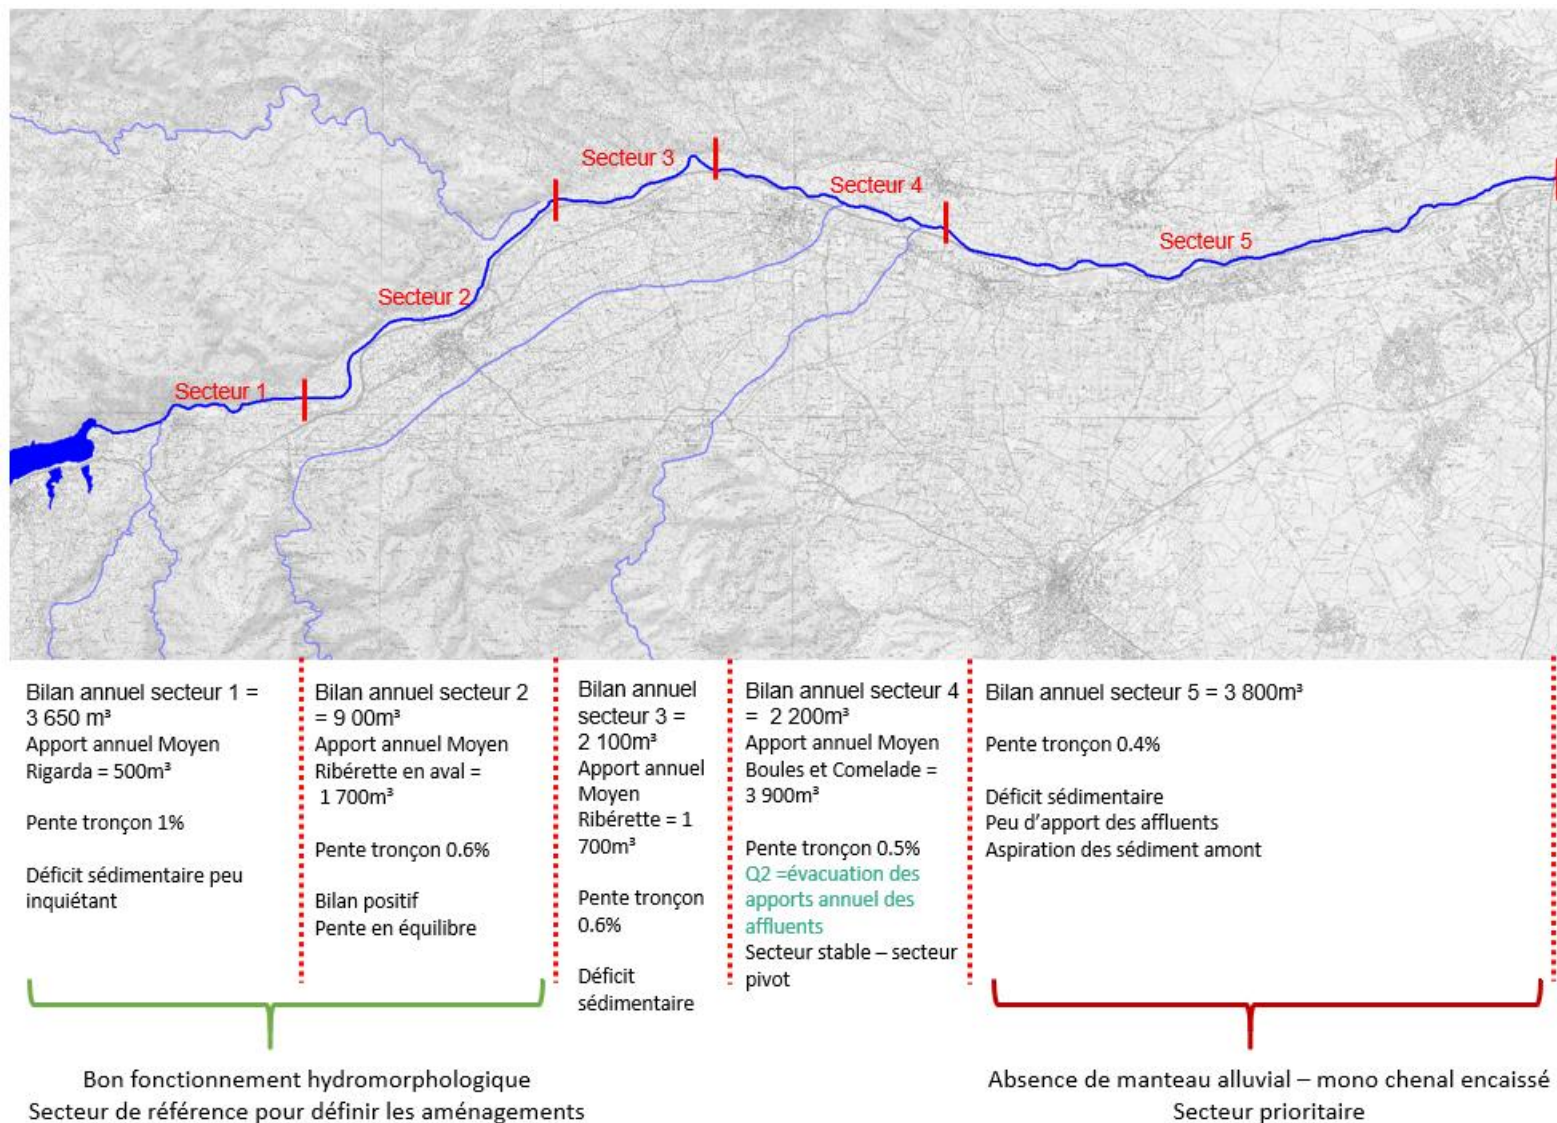 Secteur 3
Secteur 4
Secteur 5
Secteur 2
Secteur 1
Bilan annuel secteur 1 =
3 650 m³
Apport annuel Moyen
Rigarda = 500m³
Pente tronçon 1%
Déficit sédimentaire peu
inquiétant
Bilan annuel secteur 2
= 9 00m³
Apport annuel Moyen
Ribérette en aval =
1 700m³
Pente tronçon 0.6%
Bilan positif
Pente en équilibre
Bilan annuel
secteur 3 =
2 100m³
Apport annuel
Moyen
Ribérette = 1
700m³
Pente tronçon
0.6%
Déficit
sédimentaire
Bilan annuel secteur 4
= 2 200m³
Apport annuel Moyen
Boules et Comelade =
3 900m³
Pente tronçon 0.5%
Q2 =évacuation des
apports annuel des
affluents
Secteur stable – secteur
pivot
Bilan annuel secteur 5 = 3 800m³
Pente tronçon 0.4%
Déficit sédimentaire
Peu d'apport des affluents
Aspiration des sédiment amont
Bon fonctionnement hydromorphologique
Secteur de référence pour définir les aménagements
Absence de manteau alluvial – mono chenal encaissé
Secteur prioritaire